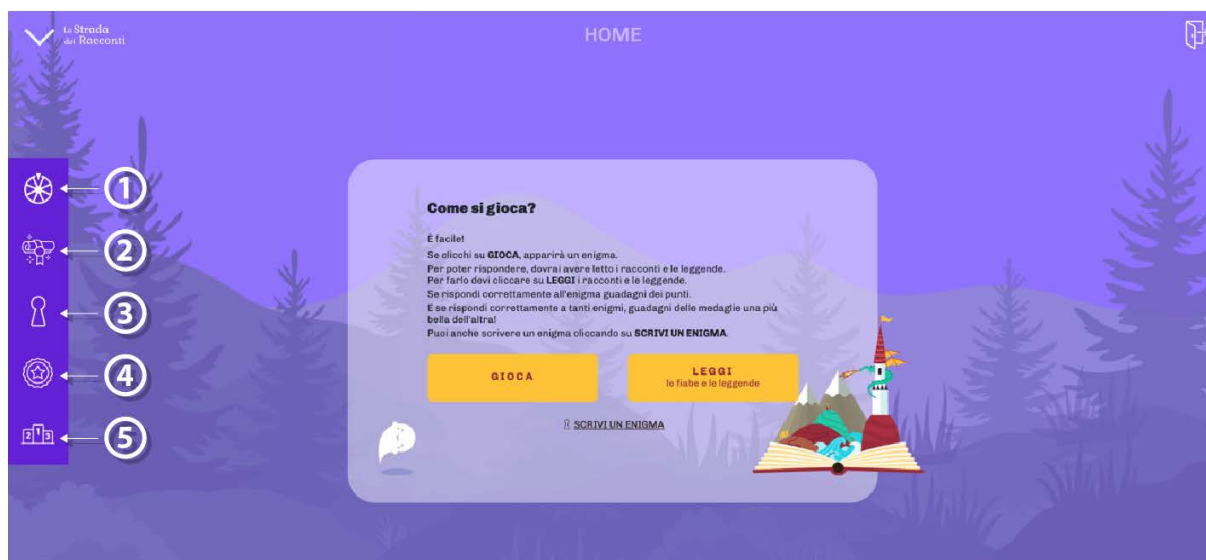 La Strada
dei Racconti
HOME
1
2
3
4
2 1 3
5
Come si gioca?
È facile!
Se clicchi su GIOCA, apparirà un enigma.
Per poter rispondere, dovrai avere letto i racconti e le leggende.
Per farlo devi cliccare su LEGGI i racconti e le leggende.
Se rispondi correttamente all'enigma guadagni dei punti.
E se rispondi correttamente a tanti enigmi, guadagni delle medaglie una più
bella dell'altra!
Puoi anche scrivere un enigma cliccando su SCRIVI UN ENIGMA.
GIOCA
LEGGI
le fiabe e le leggende
SCRIVI UN ENIGMA